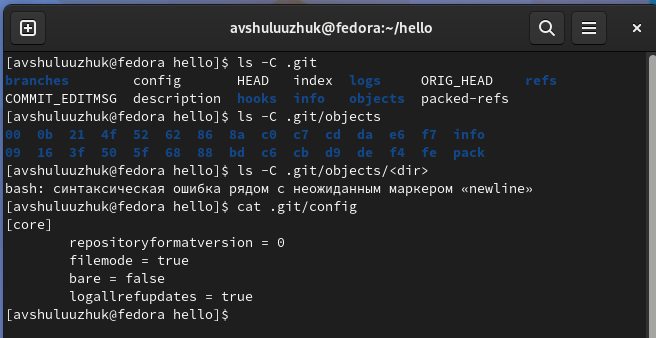 avshuluuzhuk@fedora:~/hello
[avshuluuzhuk@fedora hello]$ ls -C .git
branches        config       HEAD   index  logs     ORIG_HEAD    refs
COMMIT_EDITMSG  description  hooks  info   objects  packed-refs
[avshuluuzhuk@fedora hello]$ ls -C .git/objects
00  0b  21  4f  52  62  86  8a  c0  c7  cd  da  e6  f7  info
09  16  3f  50  5f  68  88  bd  c6  cb  d9  de  f4  fe  pack
[avshuluuzhuk@fedora hello]$ ls -C .git/objects/<dir>
bash: синтаксическая ошибка рядом с неожиданным маркером «newline»
[avshuluuzhuk@fedora hello]$ cat .git/config
[core]
        repositoryformatversion = 0
        filemode = true
        bare = false
        logallrefupdates = true
[avshuluuzhuk@fedora hello]$